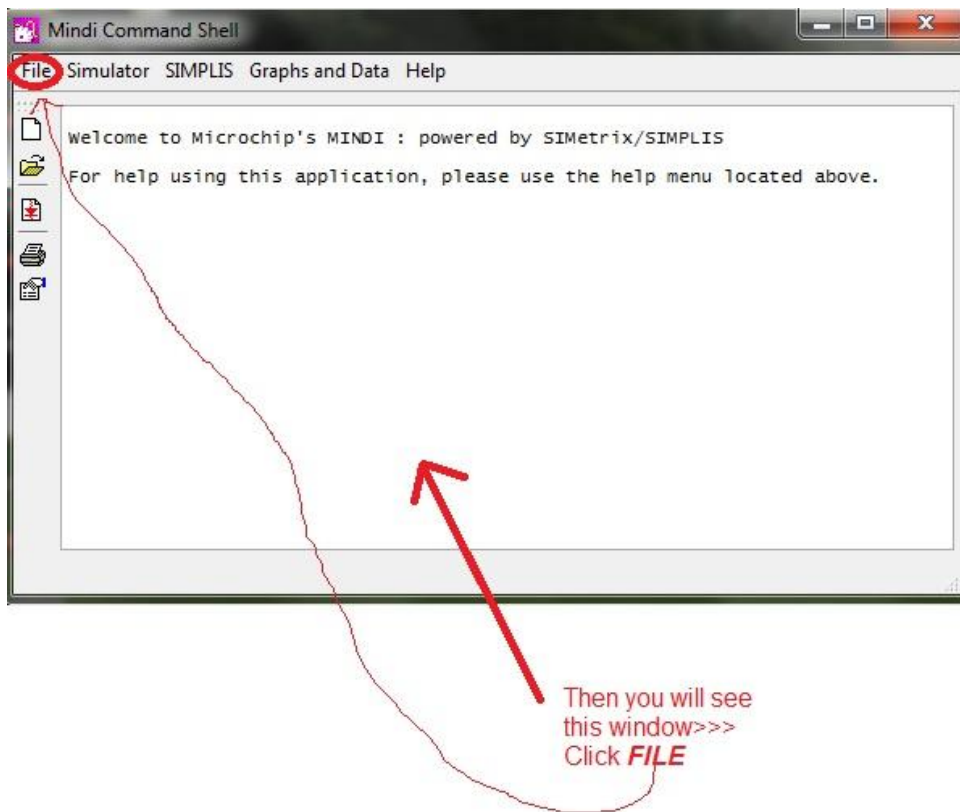 Mindi Command Shell
File Simulator SIMPLIS Graphs and Data Help
Welcome to Microchip's MINDI : powered by SIMetrix/SIMPLIS
For help using this application, please use the help menu located above.
Then you will see
this window>>>
Click FILE